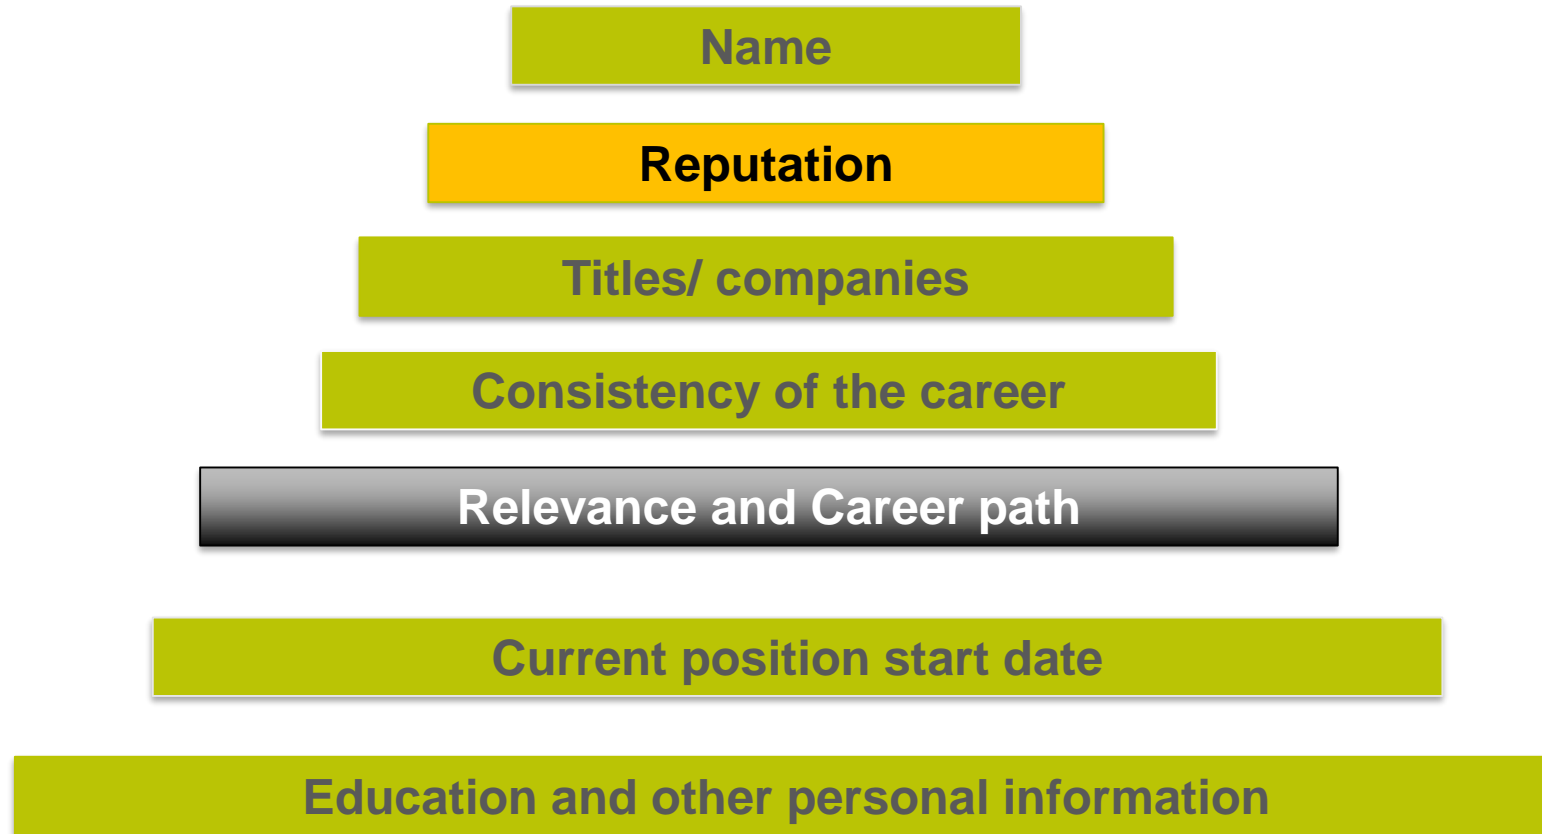 Name
Reputation
Titles/ companies
Consistency of the career
Relevance and Career path
Current position start date
Education and other personal information